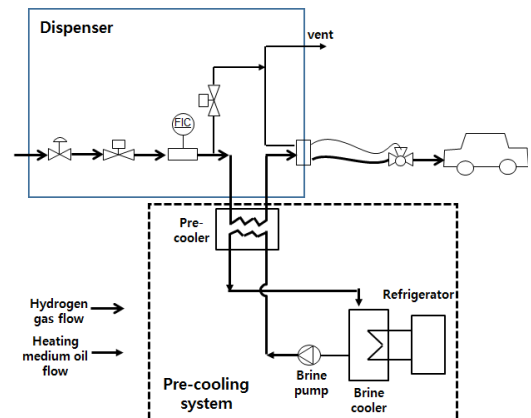 Dispenser
vent
FIC
Pre-
cooler
Refrigerator
Hydrogen
gas flow
Heating
medium oil
flow
Brine
pump
Brine
cooler
Pre-cooling
system